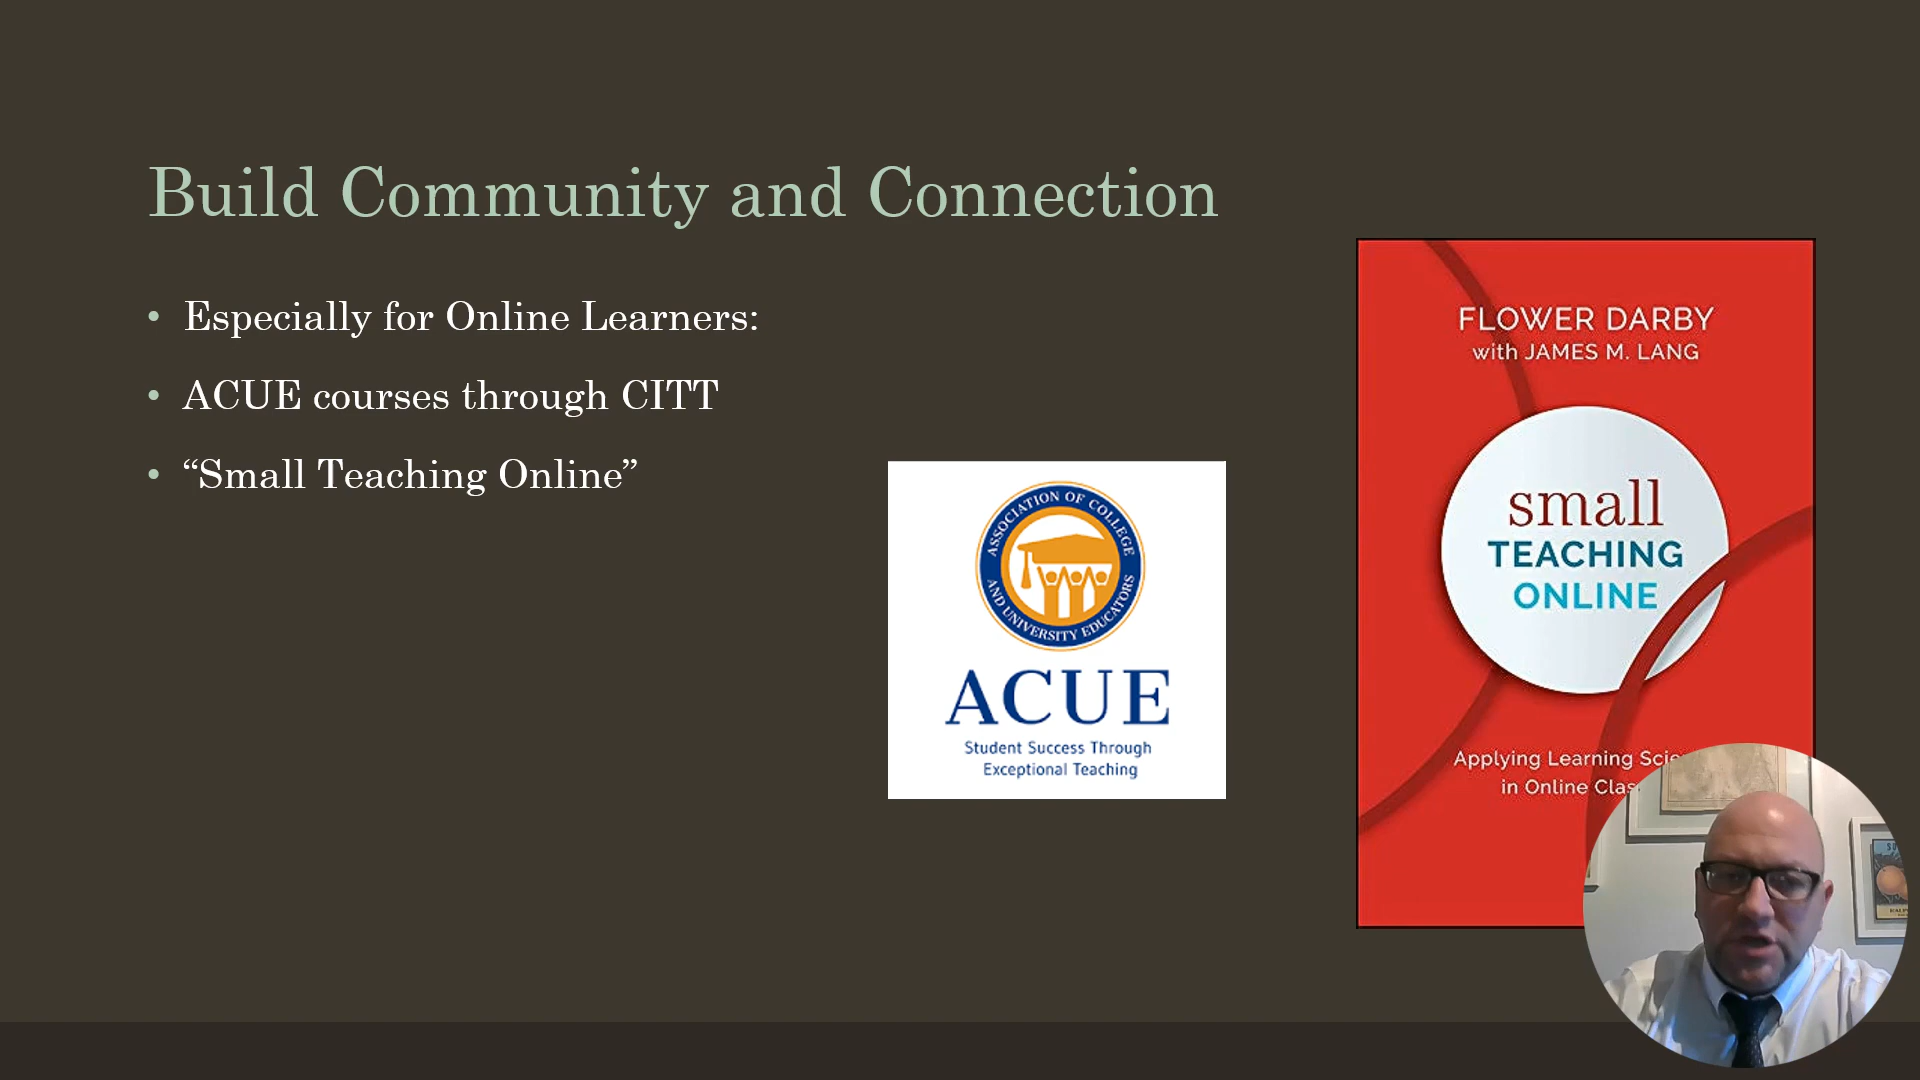 Build Community and Connection
• Especially for Online Learners:
• ACUE courses through CITT
• “Small Teaching Online”
FLOWER DARBY
with JAMES M. LANG
small
TEACHING
ONLINE
Applying Learning
in Online
ASSOCIATION OF COLLEGE
AND UNIVERSITY EDUCATORS
ACUE
Student Success Through
Exceptional Teaching